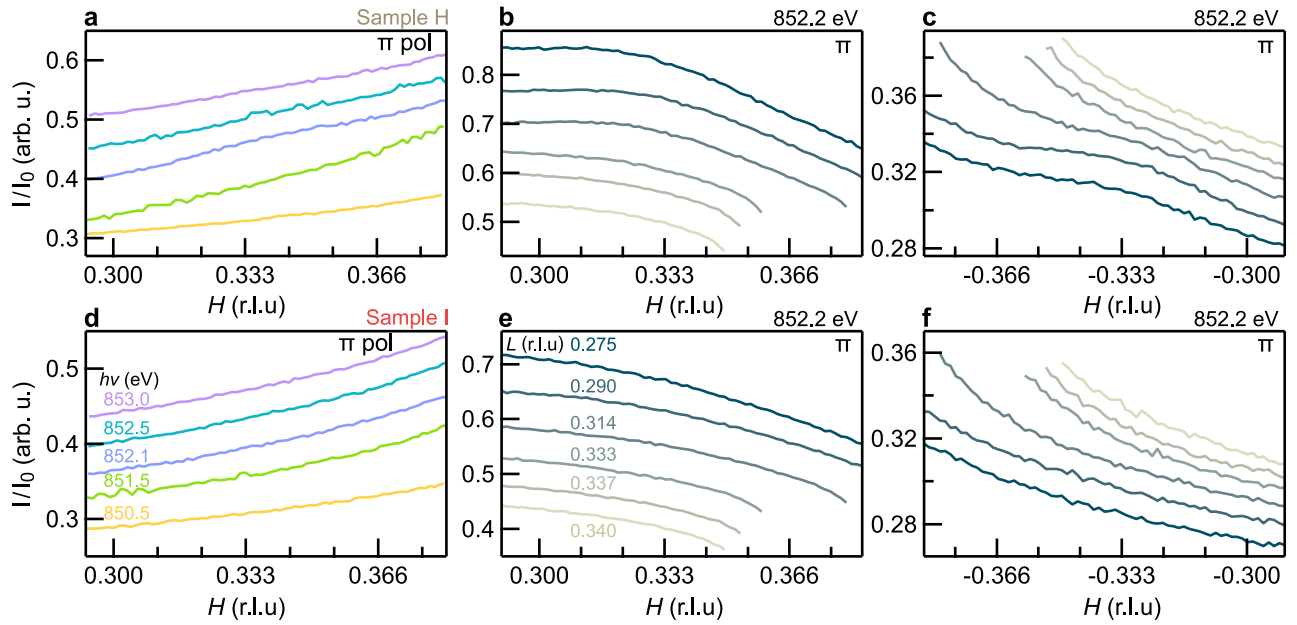 a Sample H
π pol
I/I0 (arb. u.)
0.6
0.5
0.4
0.3
0.300 0.333 0.366
H (r.l.u)
b 852.2 eV
π
0.8
0.7
0.6
0.5
0.300 0.333 0.366
H (r.l.u)
c 852.2 eV
π
0.36
0.32
0.28
-0.366 -0.333 -0.300
H (r.l.u)
d Sample I
π pol
I/I0 (arb. u.)
0.5
0.4
0.3
hν (eV)
853.0
852.5
852.1
851.5
850.5
0.300 0.333 0.366
H (r.l.u)
e 852.2 eV
π
L (r.l.u)
0.275
0.290
0.314
0.333
0.337
0.340
0.7
0.6
0.5
0.4
0.300 0.333 0.366
H (r.l.u)
f 852.2 eV
π
0.36
0.32
0.28
-0.366 -0.333 -0.300
H (r.l.u)